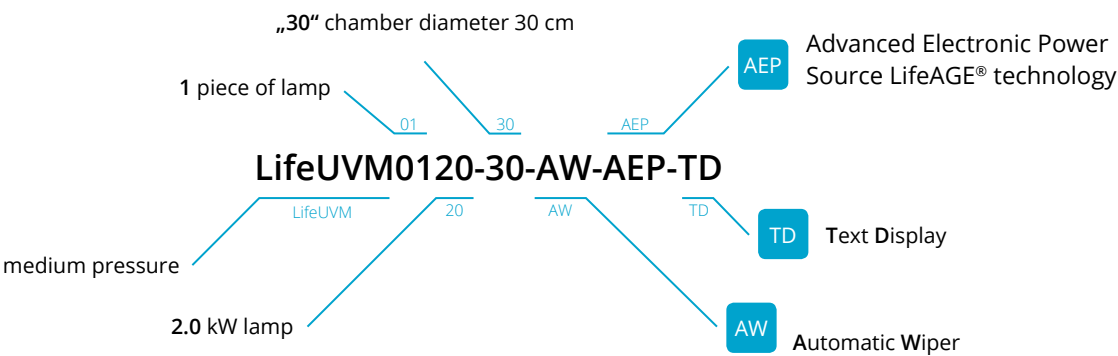 „30“ chamber diameter 30 cm
AEP
Advanced Electronic Power
Source LifeAGE® technology
1 piece of lamp
01
30
AEP
LifeUVM0120-30-AW-AEP-TD
LifeUVM
20
AW
TD
TD
Text Display
medium pressure
2.0 kW lamp
AW
Automatic Wiper